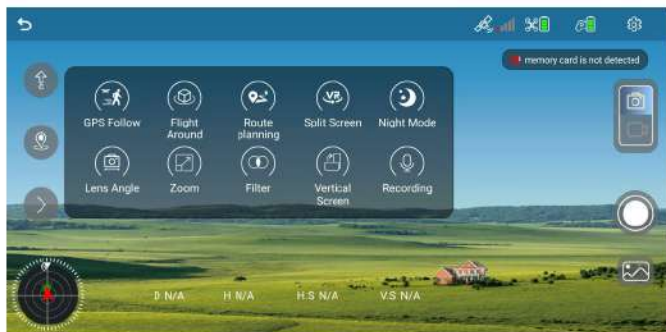 memory card is not detected
GPS Follow
Flight Around
Route planning
VR
Split Screen
Night Mode
Lens Angle
Zoom
Filter
Vertical Screen
Recording
D N/A
H N/A
H.S N/A
V.S N/A